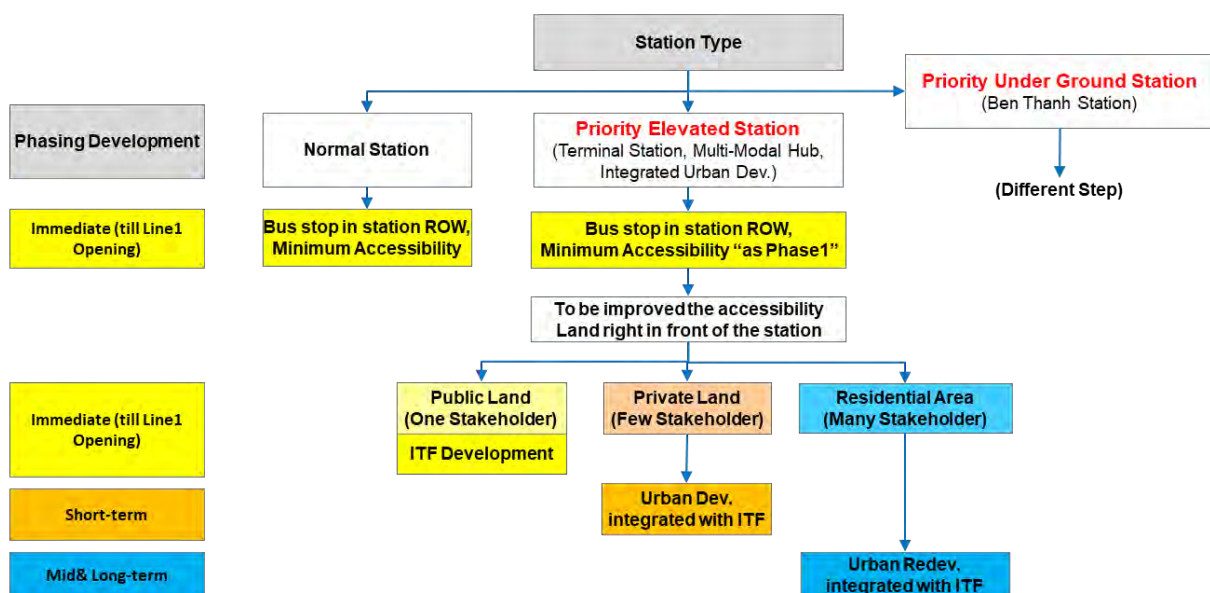 Station Type
Priority Under Ground Station
(Ben Thanh Station)
Phasing Development
Normal Station
Priority Elevated Station
(Terminal Station, Multi-Modal Hub,
Integrated Urban Dev.)
(Different Step)
Immediate (till Line1
Opening)
Bus stop in station ROW,
Minimum Accessibility
Bus stop in station ROW,
Minimum Accessibility “as Phase1”
To be improved the accessibility
Land right in front of the station
Immediate (till Line1
Opening)
Public Land
(One Stakeholder)
ITF Development
Private Land
(Few Stakeholder)
Residential Area
(Many Stakeholder)
Short-term
Urban Dev.
integrated with ITF
Mid& Long-term
Urban Redev.
integrated with ITF